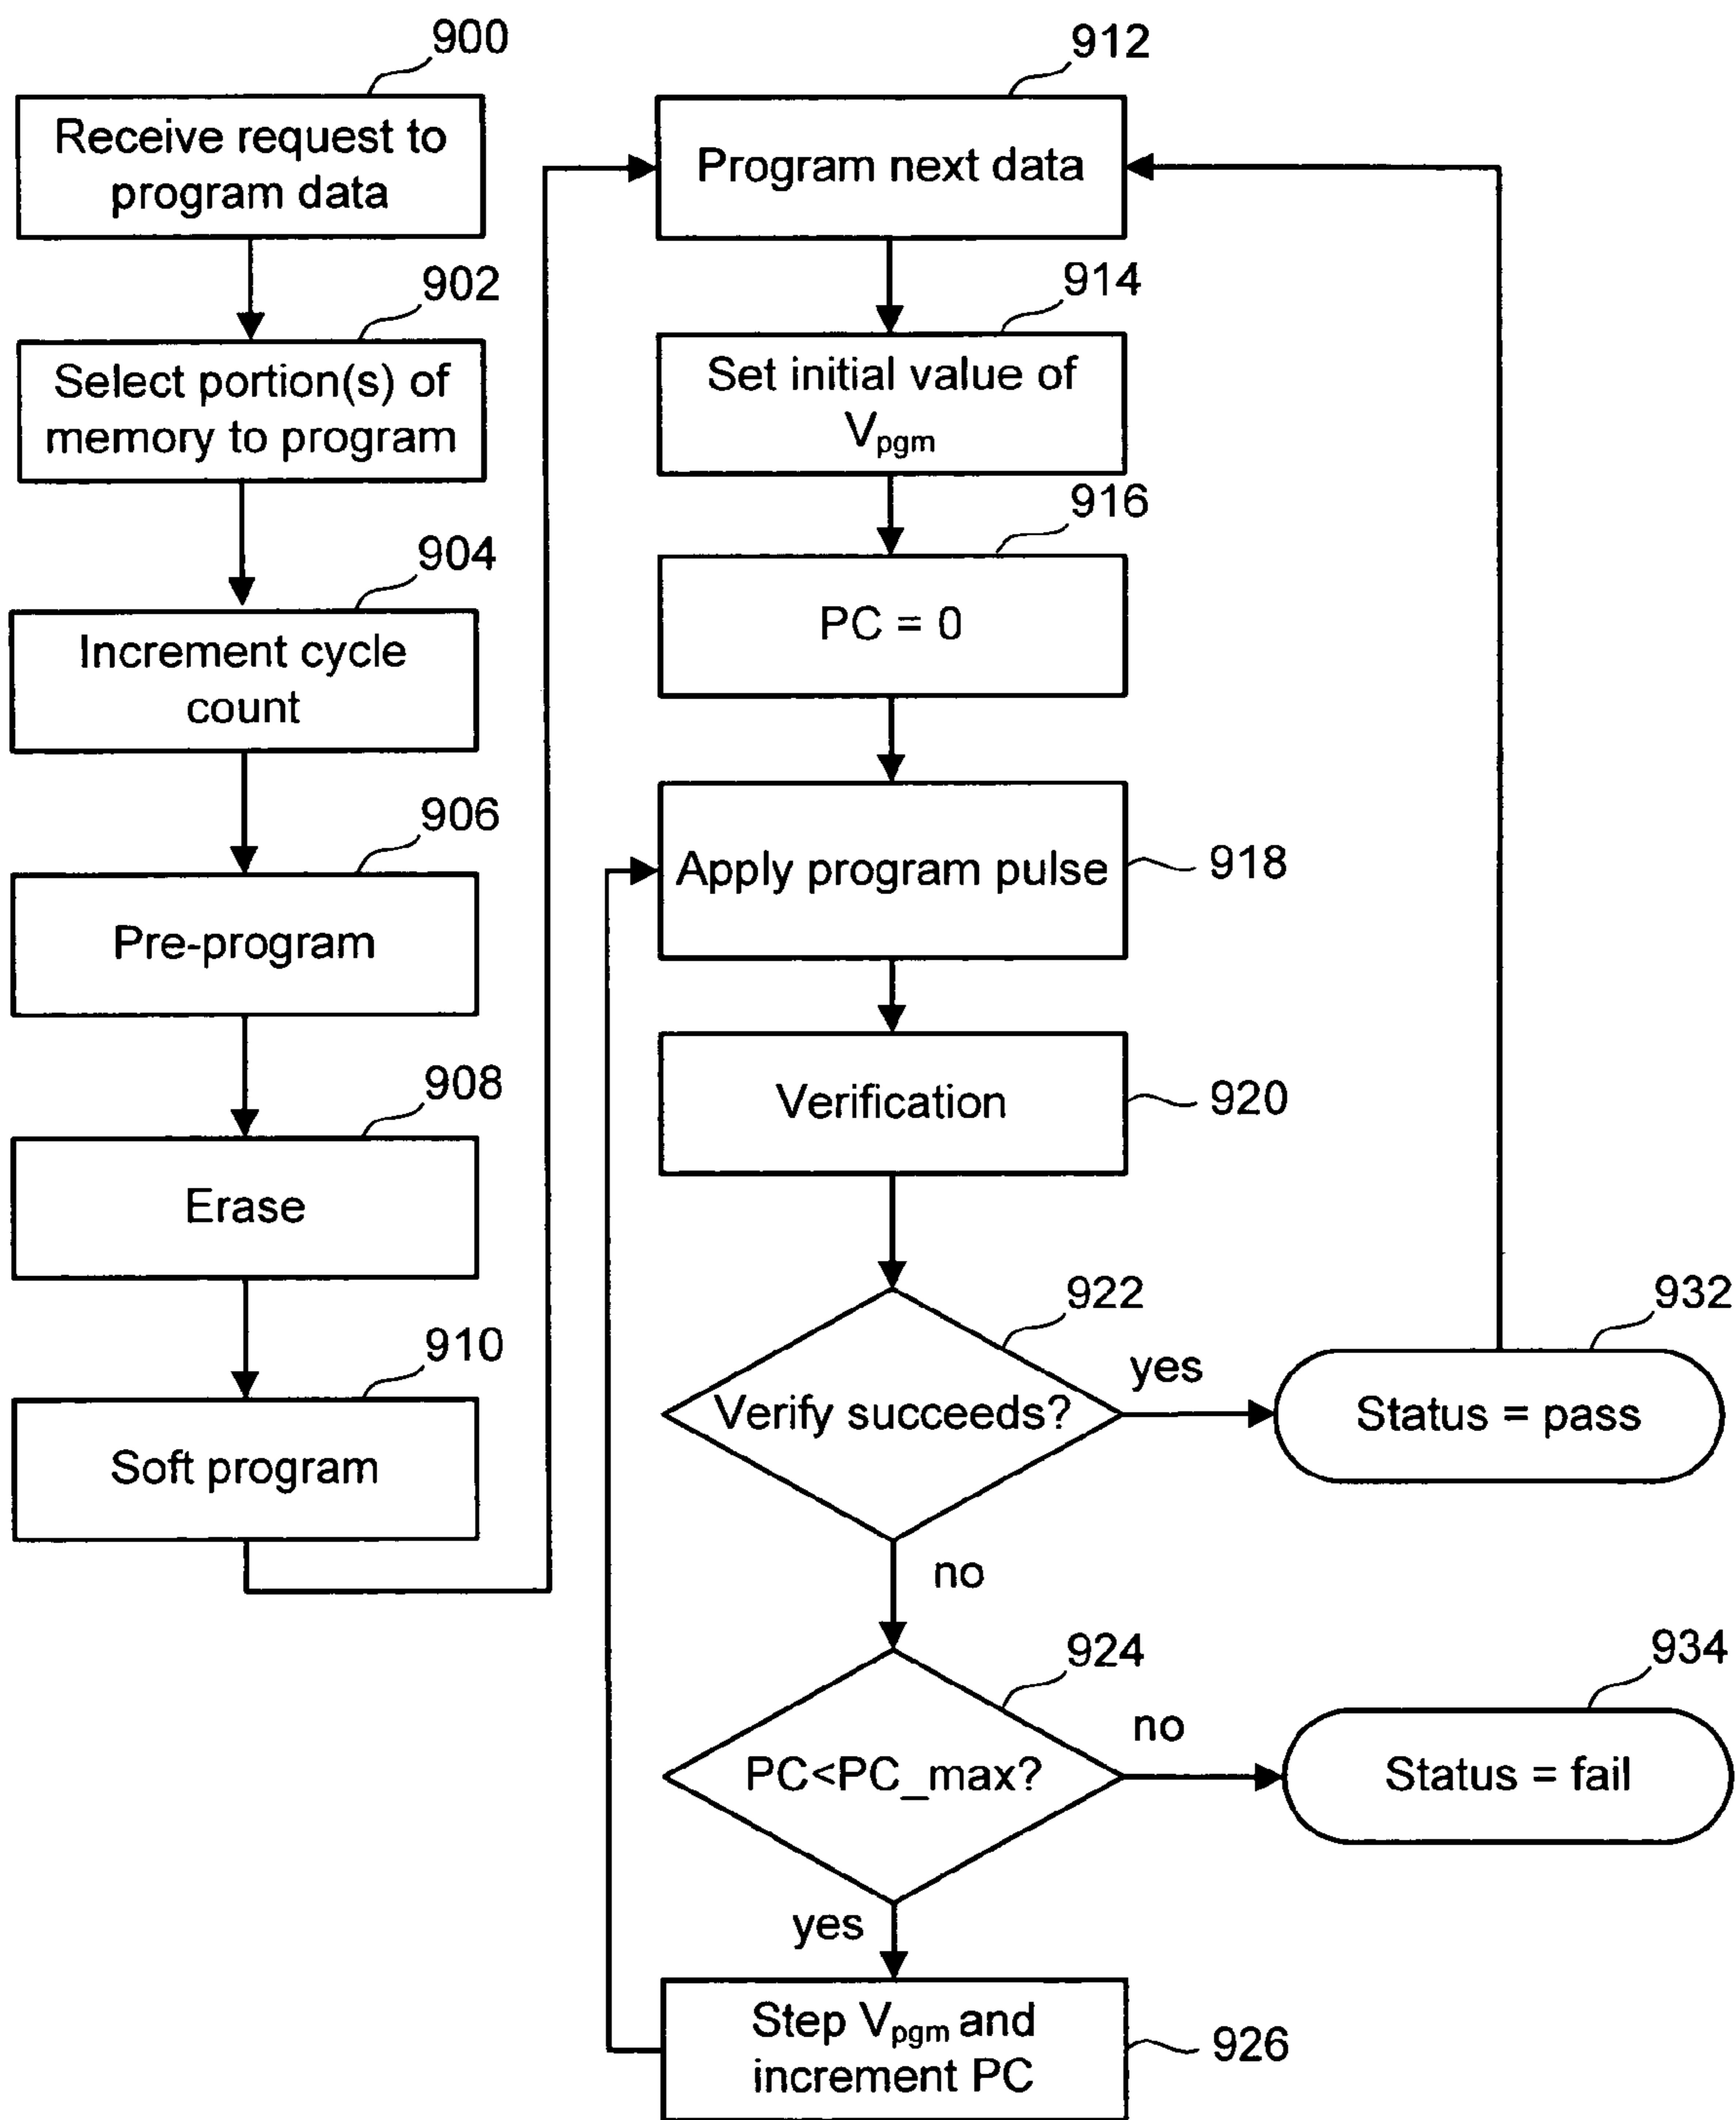 900
Receive request to
program data
902
Select portion(s) of
memory to program
904
Increment cycle
count
906
Pre-program
908
Erase
910
Soft program
912
Program next data
914
Set initial value of
Vpgm
916
PC = 0
Apply program pulse
918
Verification
920
922
Verify succeeds?
yes
932
Status = pass
no
924
PC<PC_max?
no
934
Status = fail
yes
Step Vpgm and
increment PC
926